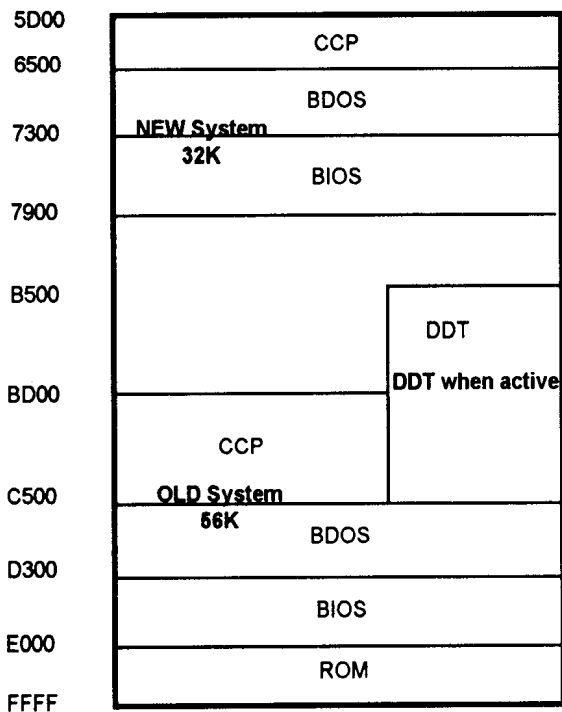 5D00
CCP
6500
BDOS
NEW System
7300
32K
BIOS
7900
B500
DDT
DDT when active
BD00
CCP
C500
OLD System
56K
BDOS
D300
BIOS
E000
ROM
FFFF